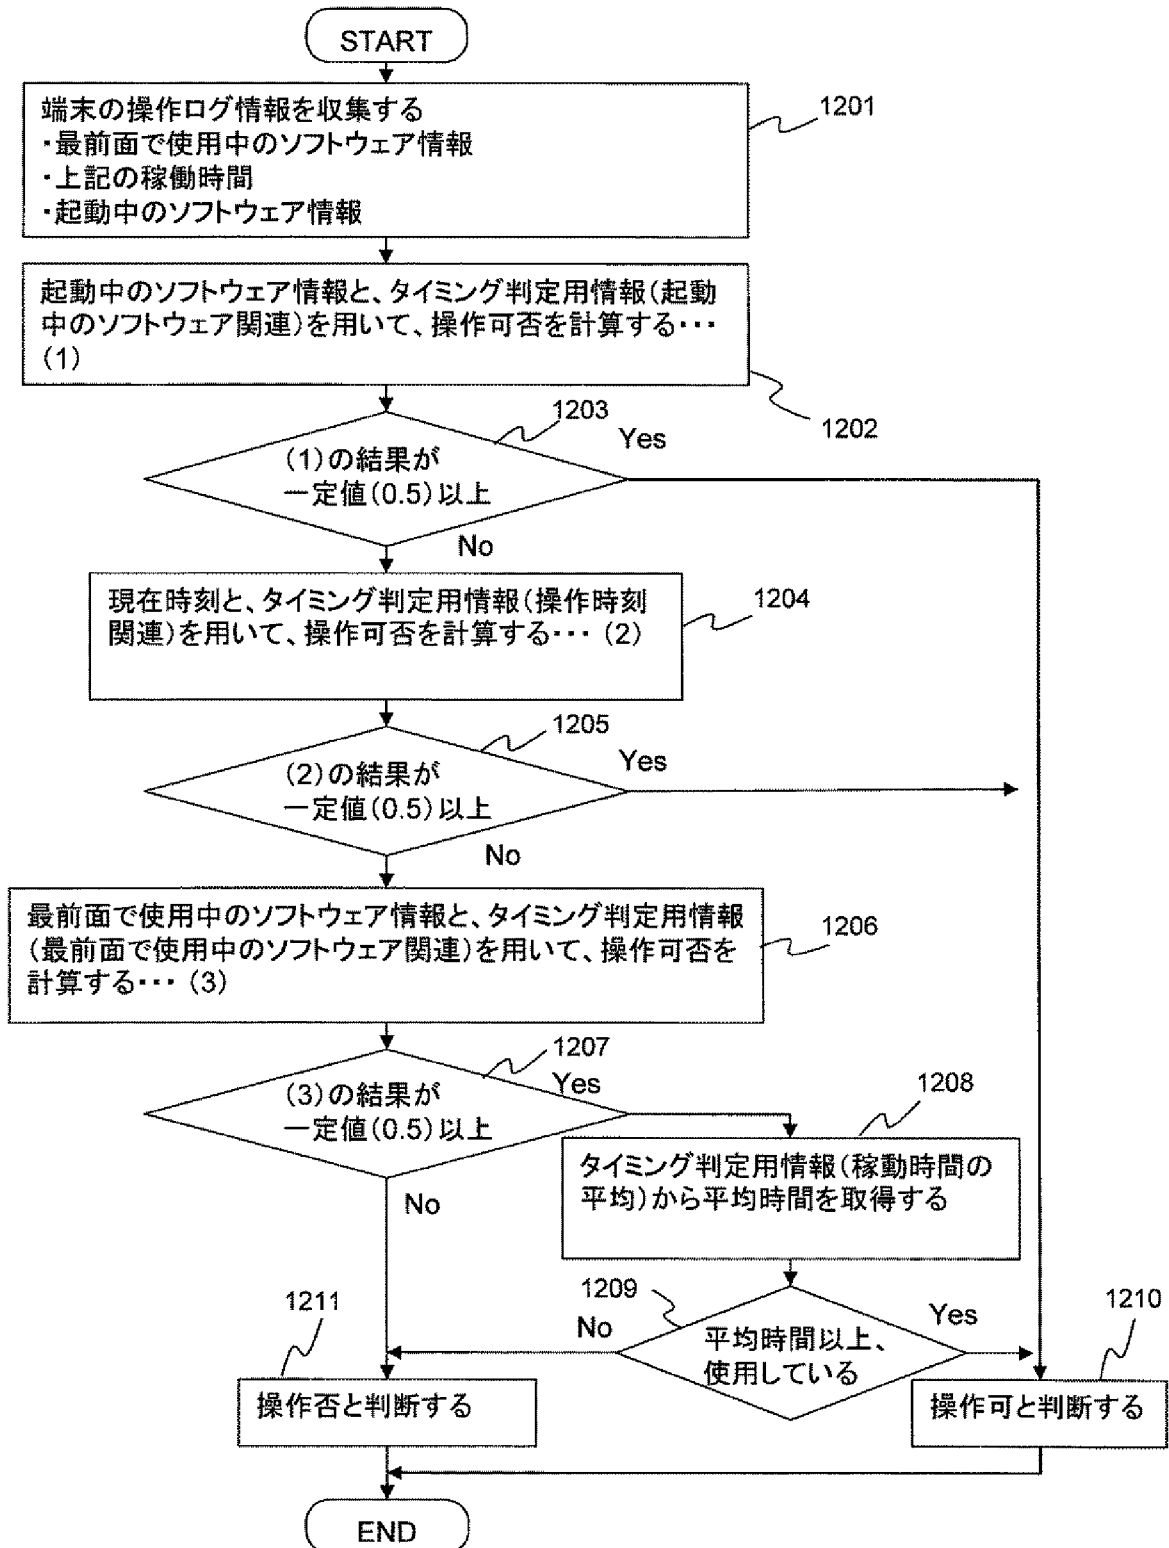 START
端末の操作ログ情報を収集する
・最前面で使用中のソフトウェア情報
・上記の稼働時間
・起動中のソフトウェア情報
1201
起動中のソフトウェア情報と、タイミング判定用情報(起動
中のソフトウェア関連)を用いて、操作可否を計算する・・・
(1)
1202
1203
(1)の結果が
一定値(0.5)以上
Yes
No
現在時刻と、タイミング判定用情報(操作時刻
関連)を用いて、操作可否を計算する・・・ (2)
1204
1205
(2)の結果が
一定値(0.5)以上
Yes
No
最前面で使用中のソフトウェア情報と、タイミング判定用情報
(最前面で使用中のソフトウェア関連)を用いて、操作可否を
計算する・・・ (3)
1206
1207
(3)の結果が
一定値(0.5)以上
Yes
No
1208
タイミング判定用情報(稼動時間の
平均)から平均時間を取得する
1209
平均時間以上、
使用している
No
Yes
1211
操作否と判断する
1210
操作可と判断する
END